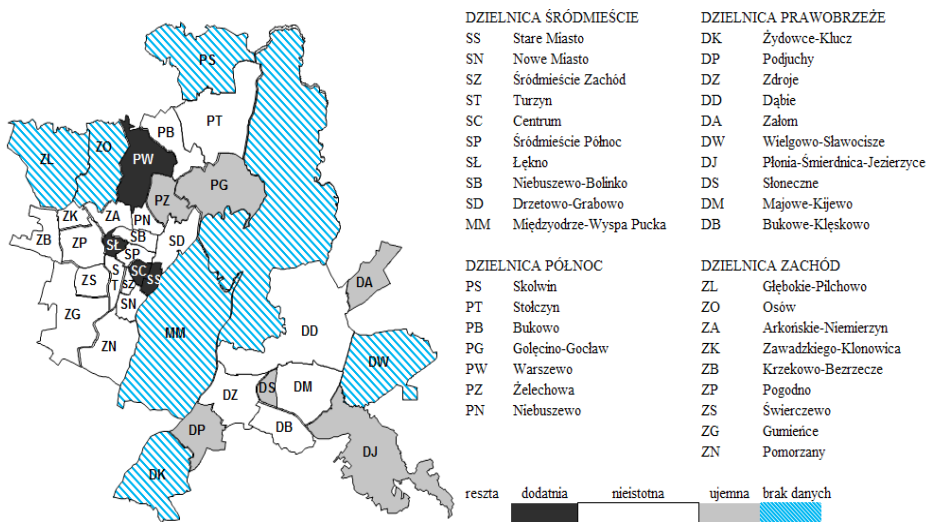 DZIELNICA ŚRÓDMIEŚCIE
SS Stare Miasto
SN Nowe Miasto
SZ Śródmieście Zachód
ST Turzyn
SC Centrum
SP Śródmieście Północ
SŁ Łękno
SB Niebuszewo-Bolinko
SD Drzetowo-Grabowo
MM Międzyodrze-Wyspa Pucka
DZIELNICA PRAWOBRZEŻE
DK Żydowce-Klucz
DP Podjuchy
DZ Zdroje
DD Dąbie
DA Załom
DW Wielgowo-Sławocisze
DJ Płonia-Śmierdnica-Jezierzyce
DS Słoneczne
DM Majowe-Kijewo
DB Bukowe-Klęskowo
DZIELNICA PÓŁNOC
PS Skolwin
PT Stołczyn
PB Bukowo
PG Golęcino-Gocław
PW Warszewo
PZ Żelechowa
PN Niebuszewo
DZIELNICA ZACHÓD
ZL Głębokie-Pilchowo
ZO Osów
ZA Arkońskie-Niemierzyn
ZK Zawadzkiego-Klonowica
ZB Krzekowo-Bezrzecze
ZP Pogodno
ZS Świerczewo
ZG Gumieńce
ZN Pomorzany
reszta dodatnia nieistotna ujemna brak danych
PS
PT
PB
ZL
ZO
PW
PG
PZ
ZK
ZA
PN
ZB
ZP
SŁ
SB
SD
SP
ZS
S
T
SZ
SC
SS
SN
ZG
ZN
MM
DA
DD
DW
DS
DM
DZ
DB
DP
DJ
DK